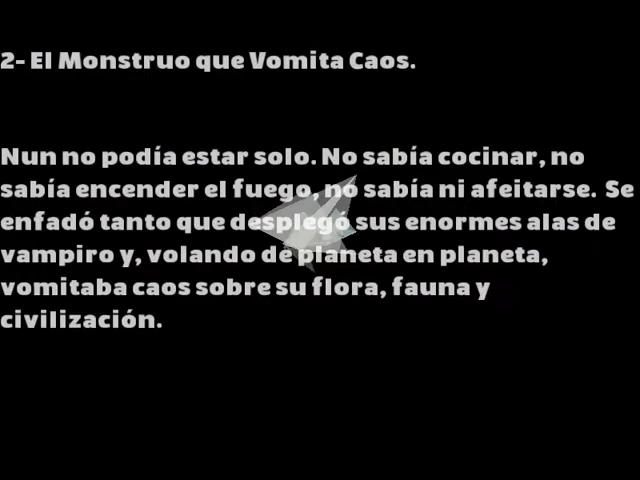 2- El Monstruo que Vomita Caos.
Nun no podía estar solo. No sabía cocinar, no
sabía encender el fuego, no sabía ni afeitarse. Se
enfadó tanto que desplegó sus enormes alas de
vampiro y, volando de planeta en planeta,
vomitaba caos sobre su flora, fauna y
civilización.